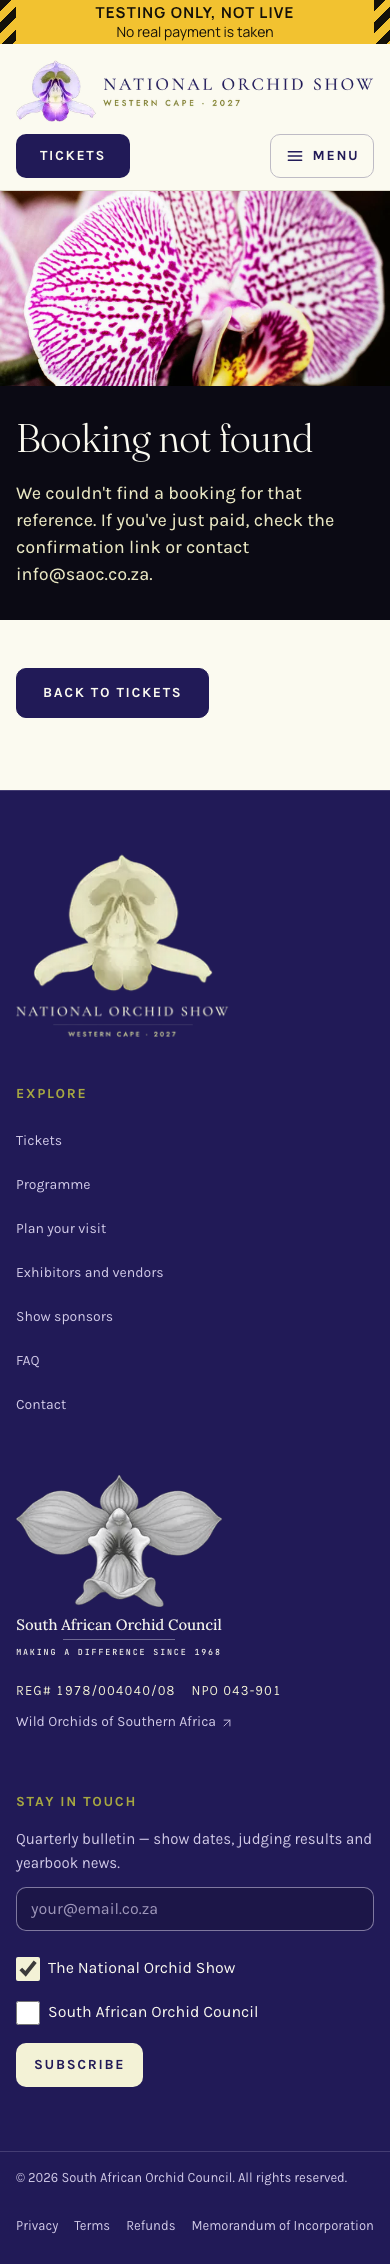 TESTING ONLY, NOT LIVE
No real payment is taken
NATIONAL ORCHID SHOW
WESTERN CAPE · 2027
TICKETS
MENU
Booking not found
We couldn't find a booking for that
reference. If you've just paid, check the
confirmation link or contact
info@saoc.co.za.
BACK TO TICKETS
NATIONAL ORCHID SHOW
WESTERN CAPE · 2027
EXPLORE
Tickets
Programme
Plan your visit
Exhibitors and vendors
Show sponsors
FAQ
Contact
South African Orchid Council
MAKING A DIFFERENCE SINCE 1968
REG# 1978/004040/08 NPO 043-901
Wild Orchids of Southern Africa ↗
STAY IN TOUCH
Quarterly bulletin — show dates, judging results and
yearbook news.
your@email.co.za
The National Orchid Show
South African Orchid Council
SUBSCRIBE
© 2026 South African Orchid Council. All rights reserved.
Privacy Terms Refunds Memorandum of Incorporation